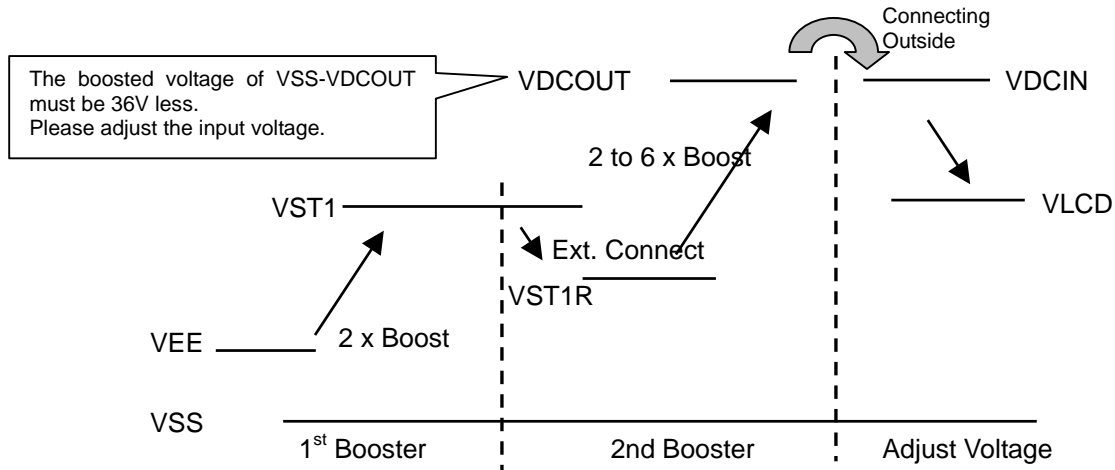 Connecting
Outside
The boosted voltage of VSS-VDCOUT
must be 36V less.
Please adjust the input voltage.
VDCOUT
VDCIN
2 to 6 x Boost
VST1
VLCD
Ext. Connect
VST1R
VEE
2 x Boost
VSS
1st Booster
2nd Booster
Adjust Voltage